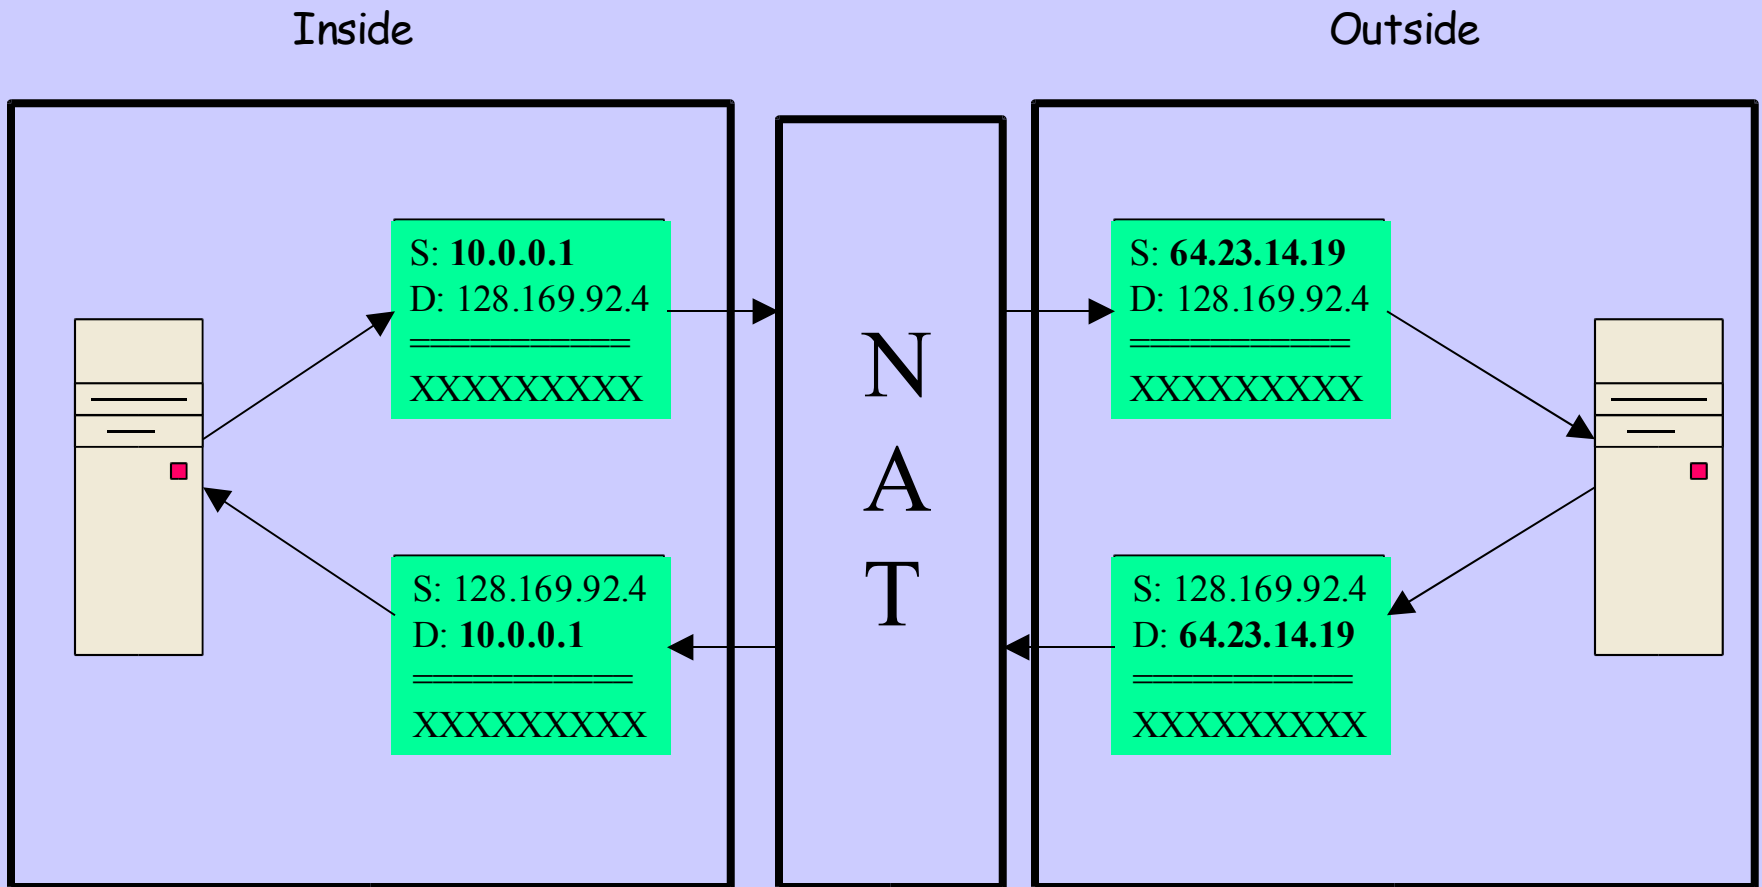 Inside
Outside
S: 10.0.0.1
D: 128.169.92.4
===========
XXXXXXXXX
N
A
T
S: 64.23.14.19
D: 128.169.92.4
===========
XXXXXXXXX
S: 128.169.92.4
D: 10.0.0.1
===========
XXXXXXXXX
S: 128.169.92.4
D: 64.23.14.19
===========
XXXXXXXXX